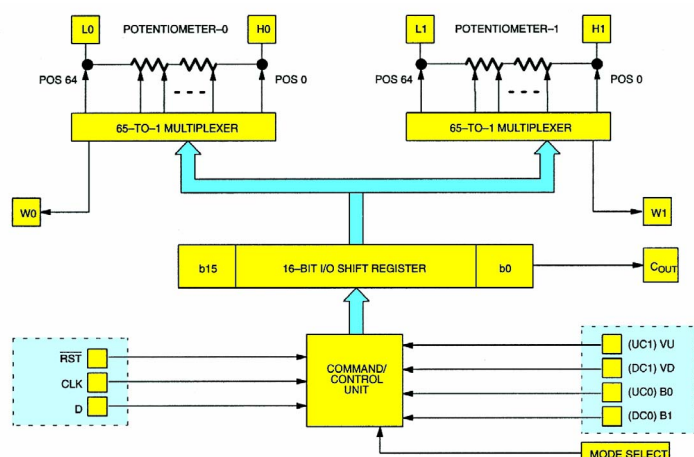 L0 POTENTIOMETER–0 H0
L1 POTENTIOMETER–1 H1
POS 64 POS 0
POS 64 POS 0
65–TO–1 MULTIPLEXER
65–TO–1 MULTIPLEXER
W0
W1
b15 16–BIT I/O SHIFT REGISTER b0
COUT
RST
CLK
D
COMMAND/
CONTROL
UNIT
(UC1) VU
(DC1) VD
(UC0) B0
(DC0) B1
MODE SELECT